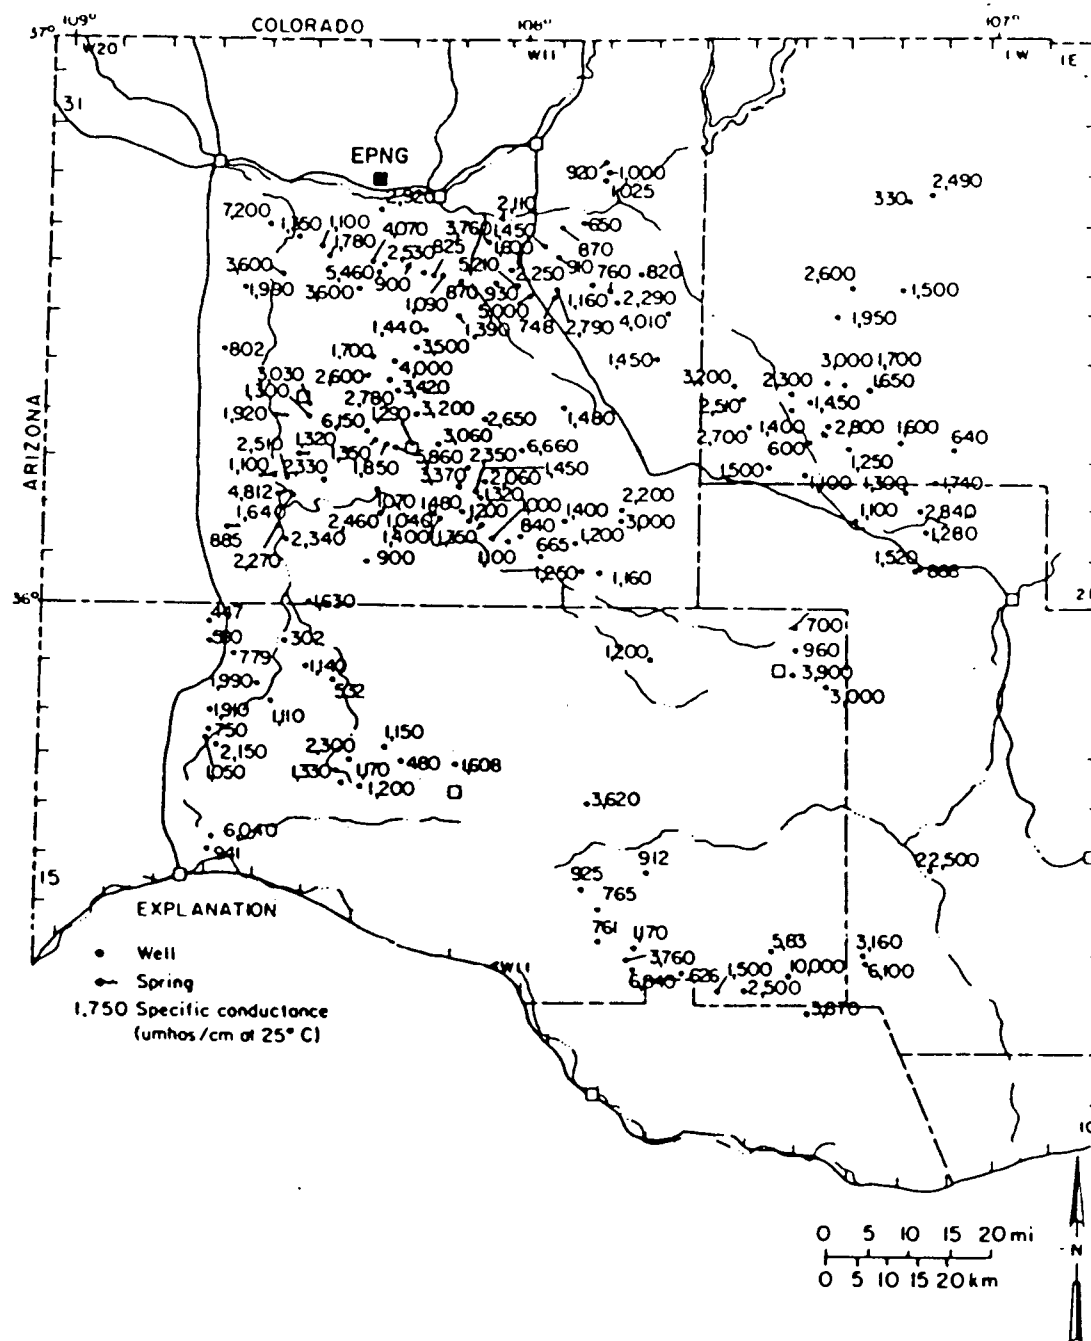 109° COLORADO 108° 107°
37°
W20 W11 1W 1E
31
EPNG
920 1,000
1,025
2,490
330
2,920
2,110
7,200 1,350 1,100 4,070 3,760 1,450 650
1,780 2,530 825 1,800 870
3,600 5,460 900 5,210 2,250 910 760 820
1,980 3,600 1,090 870 930 1,160 2,290
2,600 1,500
5,000
1,440 1,390 748 2,790 4,010 1,950
802 1,700 3,500 1,450
3,000 1,700
3,030 2,600 4,000 3,200 2,300 1,650
1,300 2,780 3,420 2,510 1,450
ARIZONA
1,920 6,150 1,290 3,200 2,650 1,480
2,700 1,400 2,800 1,600 640
2,510 1,320 1,350 3,060 6,660 600
5,860 2,350
1,100 2,330 1,850 3,370 2,060 1,450 1,500 1,250
4,812 1,070 1,480 1,320 2,200 1,100 1,300 1,740
1,640 2,460 1,046 1,200 1,000 1,400 3,000 1,100 2,840
885 2,340 1,400 1,350 840 1,200 1,280
2,270 900 1,100 665 1,520
1,260 1,160 888
36°
1,630
447
580 302 700
779 1,200 960
1,140
1,990 532 3,900
3,000
1,910 1,110
750
2,150 2,300 1,150
1,050 1,330 1,170 480 1,608
1,200
3,620
6,040
941 912 22,500
15 925
765
EXPLANATION
761 1,170 583 3,160
Well
3,760 626 1,500 10,000 6,100
W11
Spring
6,840 2,500
1,750 Specific conductance
3,870
(umhos/cm at 25° C)
10
0 5 10 15 20 mi
N
0 5 10 15 20 km